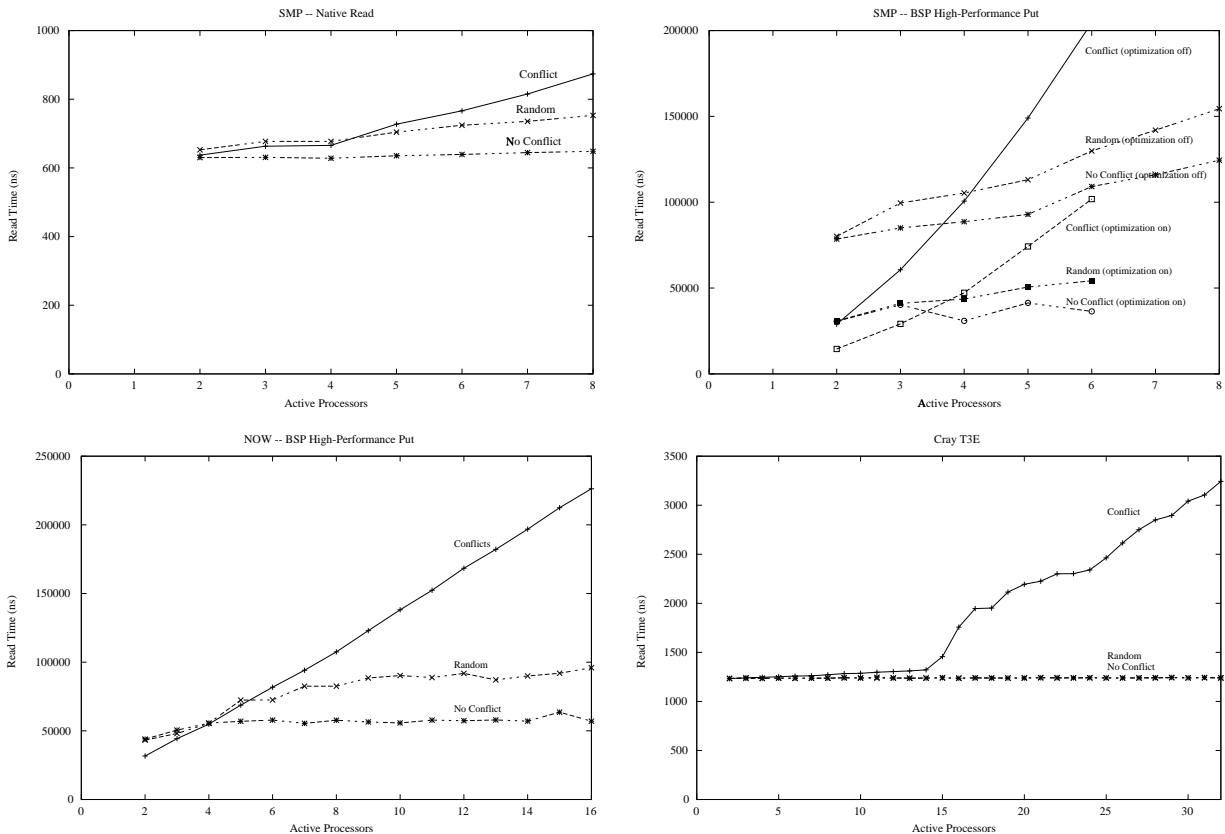 SMP -- Native Read
1000
800
600
400
200
0
Read Time (ns)
Conflict
Random
No Conflict
0 1 2 3 4 5 6 7 8
Active Processors
SMP -- BSP High-Performance Put
200000
150000
100000
50000
0
Read Time (ns)
Conflict (optimization off)
Random (optimization off)
No Conflict (optimization off)
Conflict (optimization on)
Random (optimization on)
No Conflict (optimization on)
0 1 2 3 4 5 6 7 8
Active Processors
NOW -- BSP High-Performance Put
250000
200000
150000
100000
50000
0
Read Time (ns)
Conflicts
Random
No Conflict
0 2 4 6 8 10 12 14 16
Active Processors
Cray T3E
3500
3000
2500
2000
1500
1000
500
0
Read Time (ns)
Conflict
Random
No Conflict
0 5 10 15 20 25 30
Active Processors